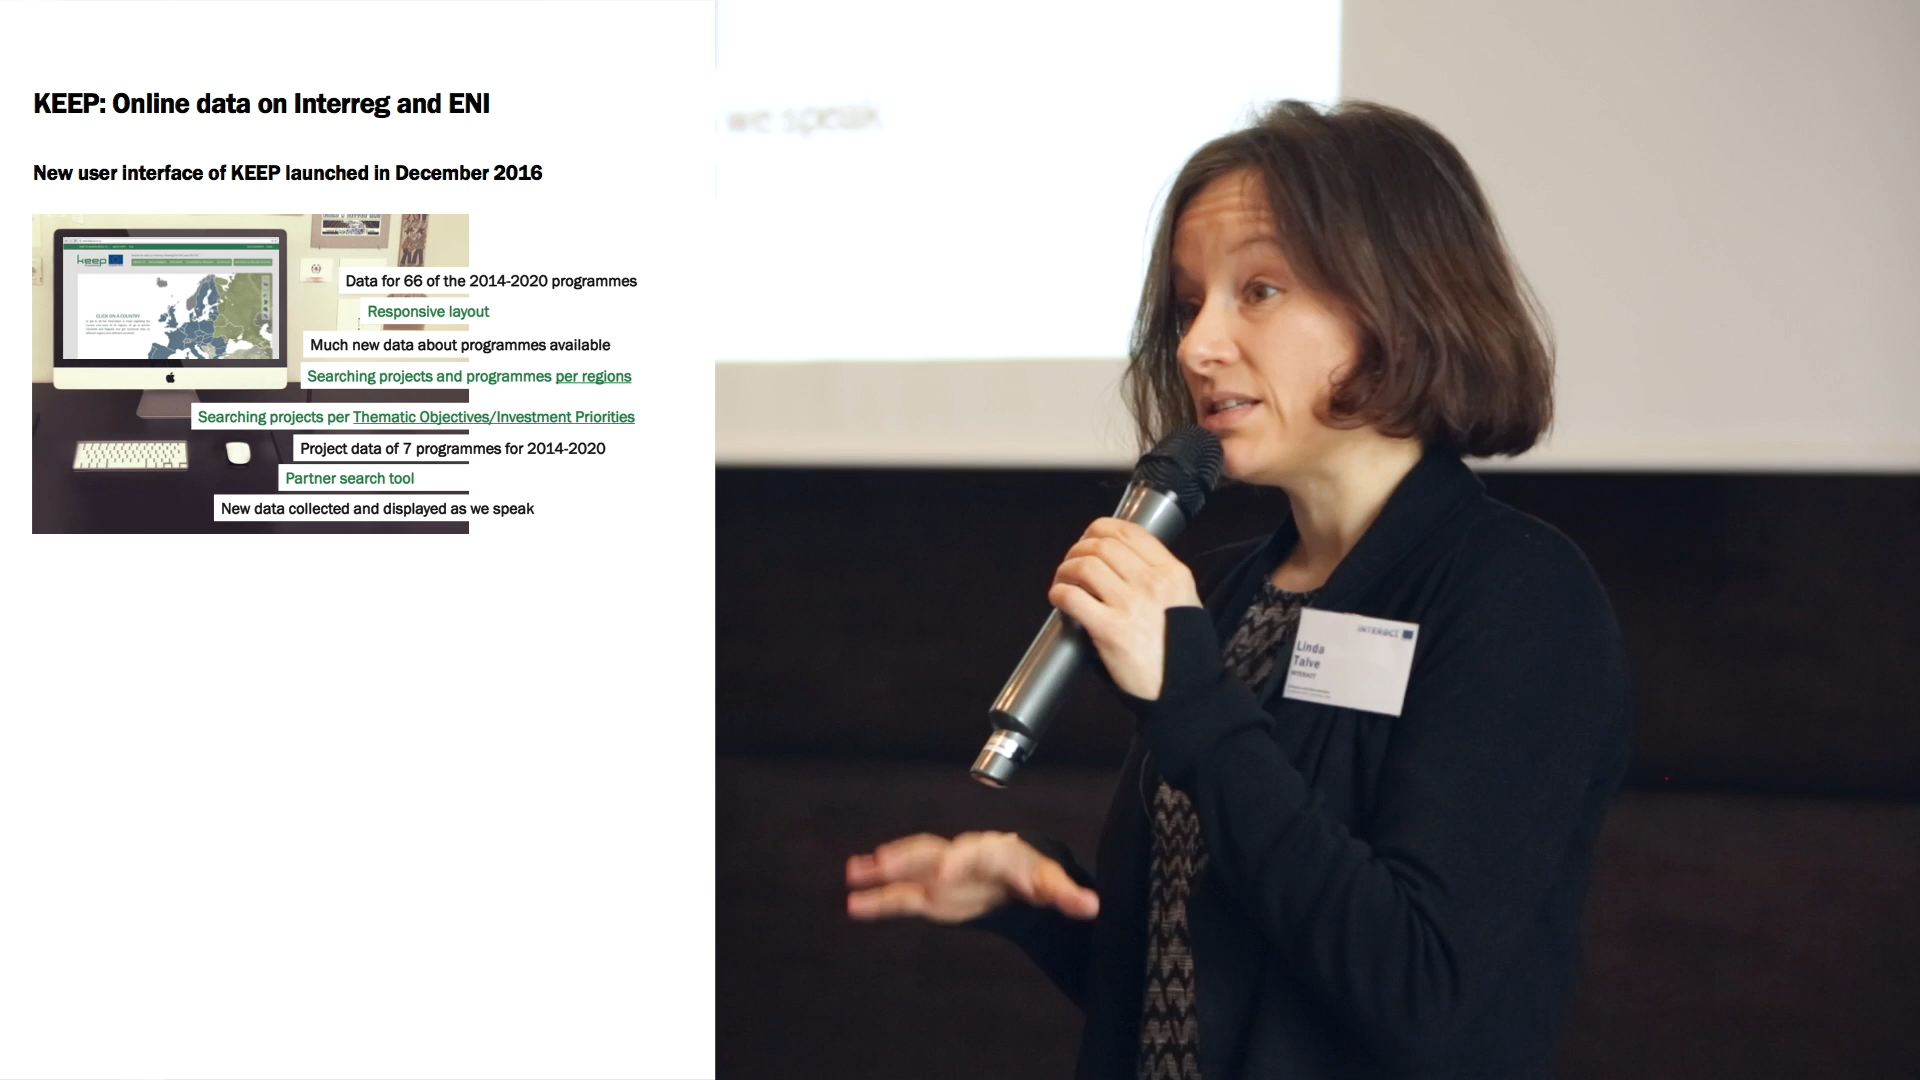 KEEP: Online data on Interreg and ENI
New user interface of KEEP launched in December 2016
keep
CLICK ON A COUNTRY
Data for 66 of the 2014-2020 programmes
Responsive layout
Much new data about programmes available
Searching projects and programmes per regions
Searching projects per Thematic Objectives/Investment Priorities
Project data of 7 programmes for 2014-2020
Partner search tool
New data collected and displayed as we speak
we speak
INTERACT
Linda
Talve
INTERACT